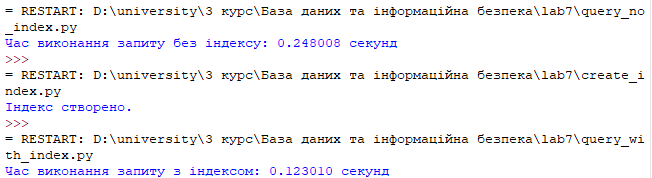 = RESTART: D:\university\3 курс\База даних та інформаційна безпека\lab7\query_no
_index.py
Час виконання запиту без індексу: 0.248008 секунд
>>>
= RESTART: D:\university\3 курс\База даних та інформаційна безпека\lab7\create_i
ndex.py
Індекс створено.
>>>
= RESTART: D:\university\3 курс\База даних та інформаційна безпека\lab7\query_wi
th_index.py
Час виконання запиту з індексом: 0.123010 секунд